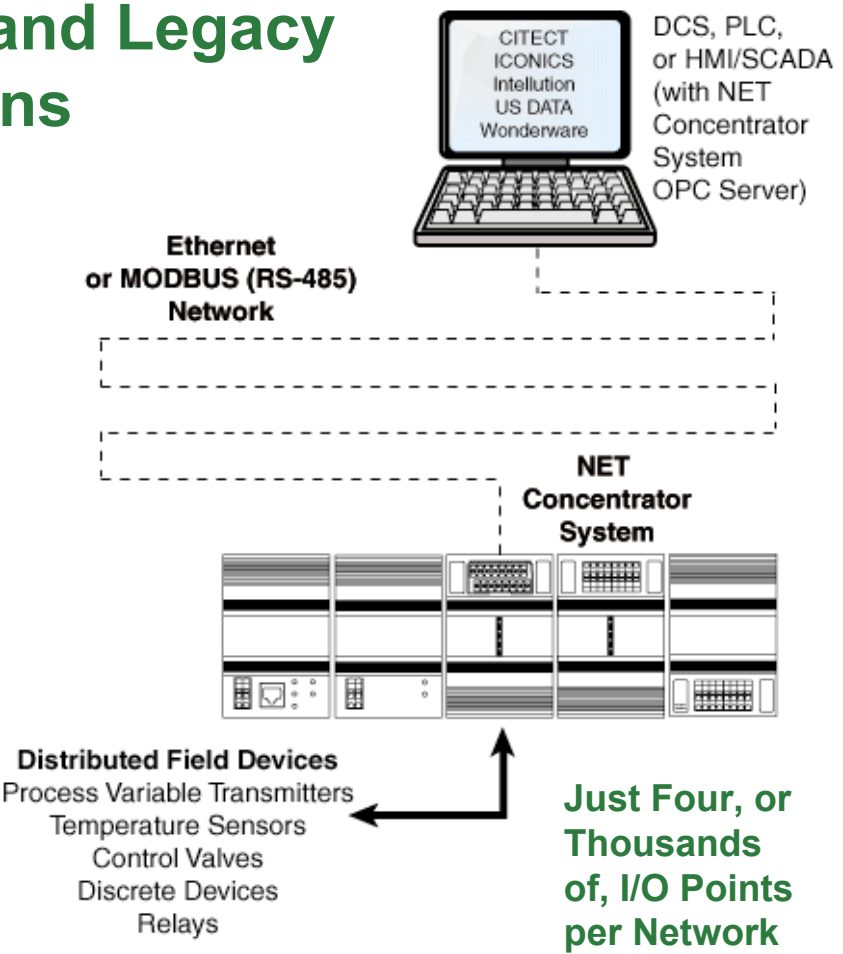 and Legacy
ns
CITECT
ICONICS
Intellution
US DATA
Wonderware
DCS, PLC,
or HMI/SCADA
(with NET
Concentrator
System
OPC Server)
Ethernet
or MODBUS (RS-485)
Network
NET
Concentrator
System
Distributed Field Devices
Process Variable Transmitters
Temperature Sensors
Control Valves
Discrete Devices
Relays
Just Four, or
Thousands
of, I/O Points
per Network